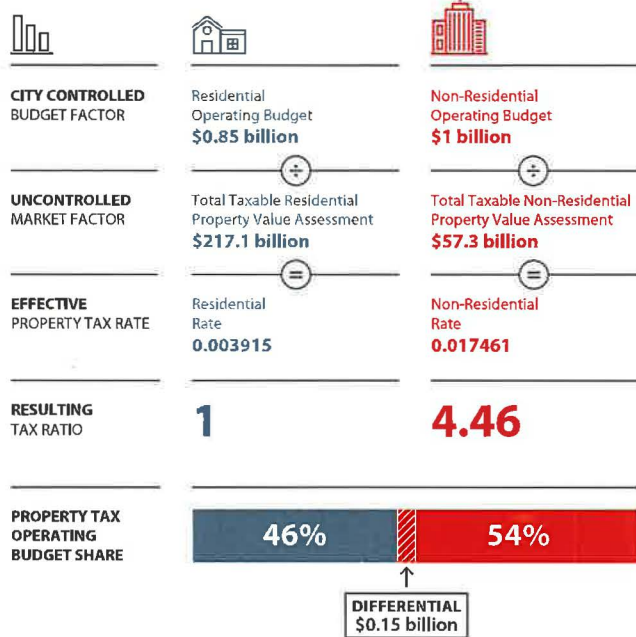 CITY CONTROLLED
BUDGET FACTOR
Residential
Operating Budget
$0.85 billion
Non-Residential
Operating Budget
$1 billion
÷
÷
UNCONTROLLED
MARKET FACTOR
Total Taxable Residential
Property Value Assessment
$217.1 billion
Total Taxable Non-Residential
Property Value Assessment
$57.3 billion
=
=
EFFECTIVE
PROPERTY TAX RATE
Residential
Rate
0.003915
Non-Residential
Rate
0.017461
RESULTING
TAX RATIO
1
4.46
PROPERTY TAX
OPERATING
BUDGET SHARE
46%
54%
DIFFERENTIAL
$0.15 billion